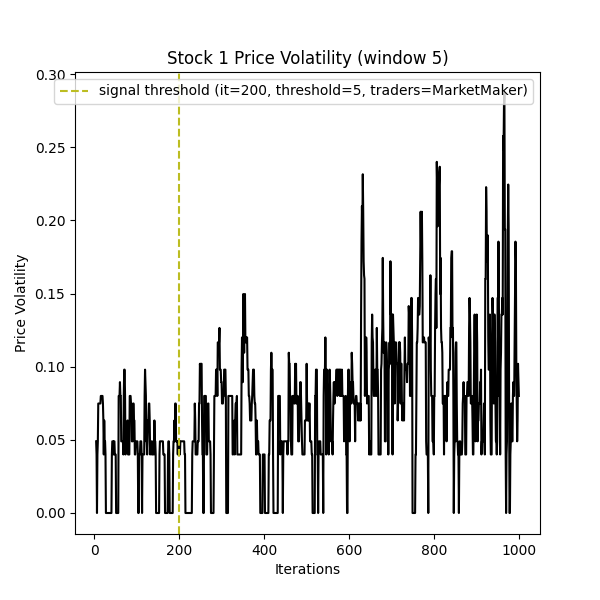 Stock 1 Price Volatility (window 5)
signal threshold (it=200, threshold=5, traders=MarketMaker)
0.30
0.25
0.20
0.15
0.10
0.05
0.00
Price Volatility
0 200 400 600 800 1000
Iterations